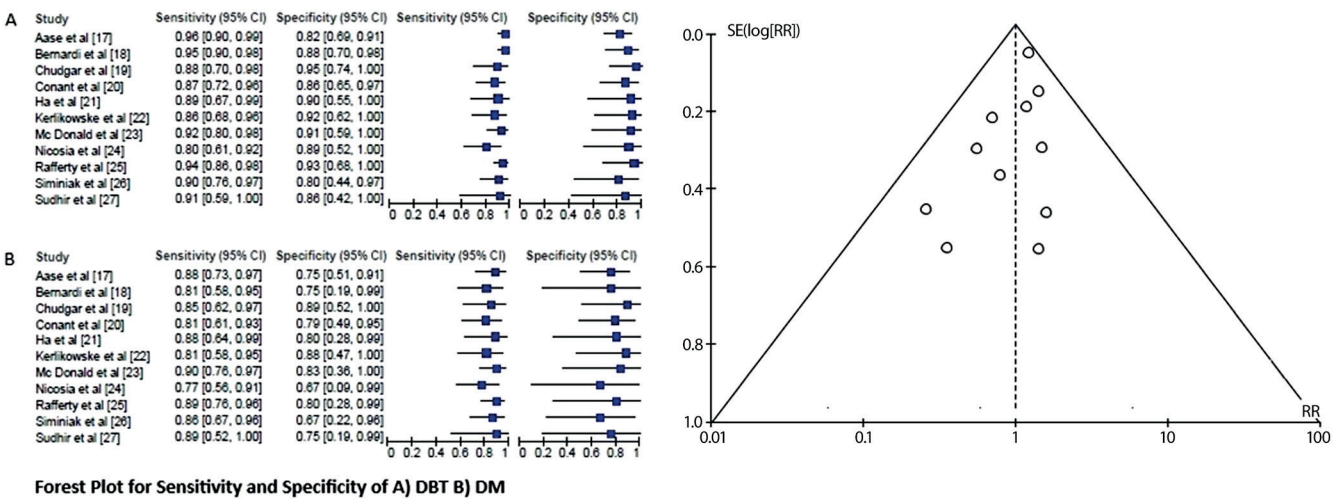 A
Study Sensitivity (95% CI) Specificity (95% CI) Sensitivity (95% CI) Specificity (95% CI)
Aase et al [17] 0.96 [0.90, 0.99] 0.82 [0.69, 0.91]
Bernardi et al [18] 0.95 [0.90, 0.98] 0.88 [0.70, 0.98]
Chudgar et al [19] 0.88 [0.70, 0.98] 0.95 [0.74, 1.00]
Conant et al [20] 0.87 [0.72, 0.96] 0.86 [0.65, 0.97]
Ha et al [21] 0.89 [0.67, 0.99] 0.90 [0.55, 1.00]
Kerlikowske et al [22] 0.86 [0.68, 0.96] 0.92 [0.62, 1.00]
Mc Donald et al [23] 0.92 [0.80, 0.98] 0.91 [0.59, 1.00]
Nicosia et al [24] 0.80 [0.61, 0.92] 0.89 [0.52, 1.00]
Rafferty et al [25] 0.94 [0.86, 0.98] 0.93 [0.68, 1.00]
Siminiak et al [26] 0.90 [0.76, 0.97] 0.80 [0.44, 0.97]
Sudhir et al [27] 0.91 [0.59, 1.00] 0.86 [0.42, 1.00]
0 0.2 0.4 0.6 0.8 1 0 0.2 0.4 0.6 0.8 1
B
Study Sensitivity (95% CI) Specificity (95% CI) Sensitivity (95% CI) Specificity (95% CI)
Aase et al [17] 0.88 [0.73, 0.97] 0.75 [0.51, 0.91]
Bernardi et al [18] 0.81 [0.58, 0.95] 0.75 [0.19, 0.99]
Chudgar et al [19] 0.85 [0.62, 0.97] 0.89 [0.52, 1.00]
Conant et al [20] 0.81 [0.61, 0.93] 0.79 [0.49, 0.95]
Ha et al [21] 0.88 [0.64, 0.99] 0.80 [0.28, 0.99]
Kerlikowske et al [22] 0.81 [0.58, 0.95] 0.88 [0.47, 1.00]
Mc Donald et al [23] 0.90 [0.76, 0.97] 0.83 [0.36, 1.00]
Nicosia et al [24] 0.77 [0.56, 0.91] 0.67 [0.09, 0.99]
Rafferty et al [25] 0.89 [0.76, 0.96] 0.80 [0.28, 0.99]
Siminiak et al [26] 0.86 [0.67, 0.96] 0.67 [0.22, 0.96]
Sudhir et al [27] 0.89 [0.52, 1.00] 0.75 [0.19, 0.99]
0 0.2 0.4 0.6 0.8 1 0 0.2 0.4 0.6 0.8 1
Forest Plot for Sensitivity and Specificity of A) DBT B) DM
SE(log[RR])
0.0
0.2
0.4
0.6
0.8
1.0
RR
0.01 0.1 1 10 100